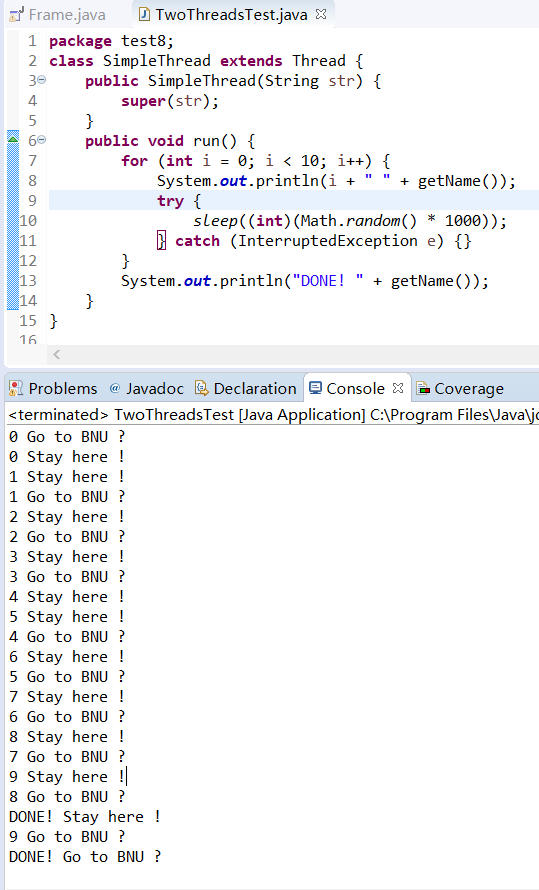 Frame.java TwoThreadsTest.java
1 package test8;
2 class SimpleThread extends Thread {
3 public SimpleThread(String str) {
4 super(str);
5 }
6 public void run() {
7 for (int i = 0; i < 10; i++) {
8 System.out.println(i + " " + getName());
9 try {
10 sleep((int)(Math.random() * 1000));
11 } catch (InterruptedException e) {}
12 }
13 System.out.println("DONE! " + getName());
14 }
15 }
16
Problems @ Javadoc Declaration Console Coverage
<terminated> TwoThreadsTest [Java Application] C:\Program Files\Java\jd
0 Go to BNU ?
0 Stay here !
1 Stay here !
1 Go to BNU ?
2 Stay here !
2 Go to BNU ?
3 Stay here !
3 Go to BNU ?
4 Stay here !
5 Stay here !
4 Go to BNU ?
6 Stay here !
5 Go to BNU ?
7 Stay here !
6 Go to BNU ?
8 Stay here !
7 Go to BNU ?
9 Stay here !
8 Go to BNU ?
DONE! Stay here !
9 Go to BNU ?
DONE! Go to BNU ?